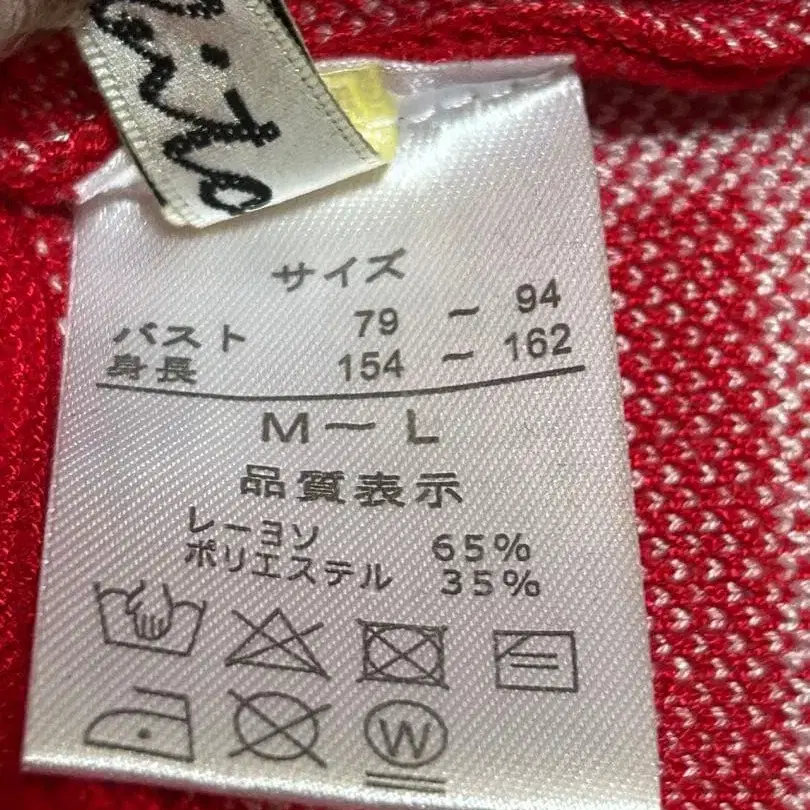 サイズ
バスト 79 ～ 94
身長 154 ～ 162
M～L
品質表示
レーヨソ 65%
ポリエステル 35%
W